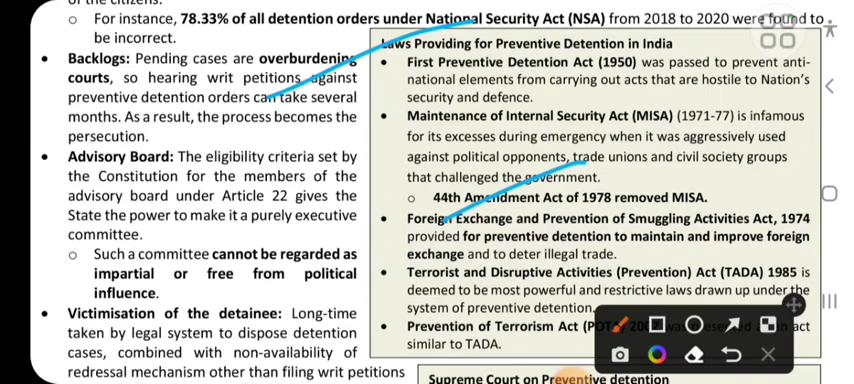 of the citizens.
o For instance, 78.33% of all detention orders under National Security Act (NSA) from 2018 to 2020 were found to
be incorrect.
• Backlogs: Pending cases are overburdening
courts, so hearing writ petitions against
preventive detention orders can take several
months. As a result, the process becomes the
persecution.
• Advisory Board: The eligibility criteria set by
the Constitution for the members of the
advisory board under Article 22 gives the
State the power to make it a purely executive
committee.
o Such a committee cannot be regarded as
impartial or free from political
influence.
• Victimisation of the detainee: Long-time
taken by legal system to dispose detention
cases, combined with non-availability of
redressal mechanism other than filing writ petitions
Laws Providing for Preventive Detention in India
• First Preventive Detention Act (1950) was passed to prevent anti-
national elements from carrying out acts that are hostile to Nation's
security and defence.
• Maintenance of Internal Security Act (MISA) (1971-77) is infamous
for its excesses during emergency when it was aggressively used
against political opponents, trade unions and civil society groups
that challenged the government.
o 44th Amendment Act of 1978 removed MISA.
• Foreign Exchange and Prevention of Smuggling Activities Act, 1974
provided for preventive detention to maintain and improve foreign
exchange and to deter illegal trade.
• Terrorist and Disruptive Activities (Prevention) Act (TADA) 1985 is
deemed to be most powerful and restrictive laws drawn up under the
system of preventive detention.
• Prevention of Terrorism Act (POTA) 2002 was act
similar to TADA.
Supreme Court on Preventive detention